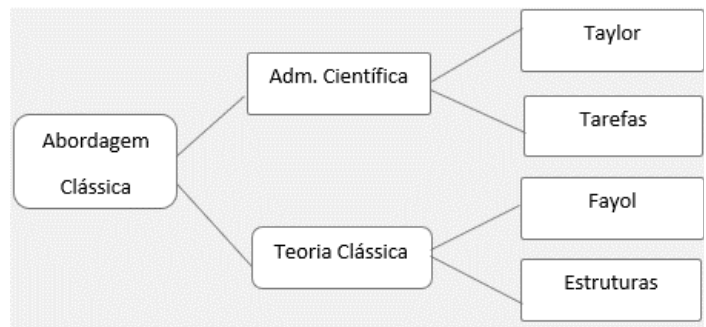 Abordagem
Clássica
Adm. Científica
Taylor
Tarefas
Teoria Clássica
Fayol
Estruturas